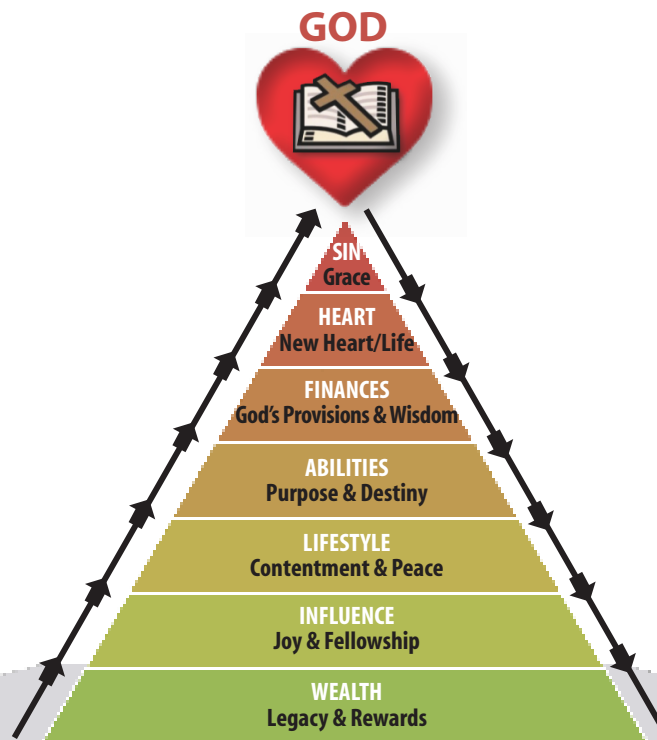 GOD
SIN
Grace
HEART
New Heart/Life
FINANCES
God's Provisions & Wisdom
ABILITIES
Purpose & Destiny
LIFESTYLE
Contentment & Peace
INFLUENCE
Joy & Fellowship
WEALTH
Legacy & Rewards